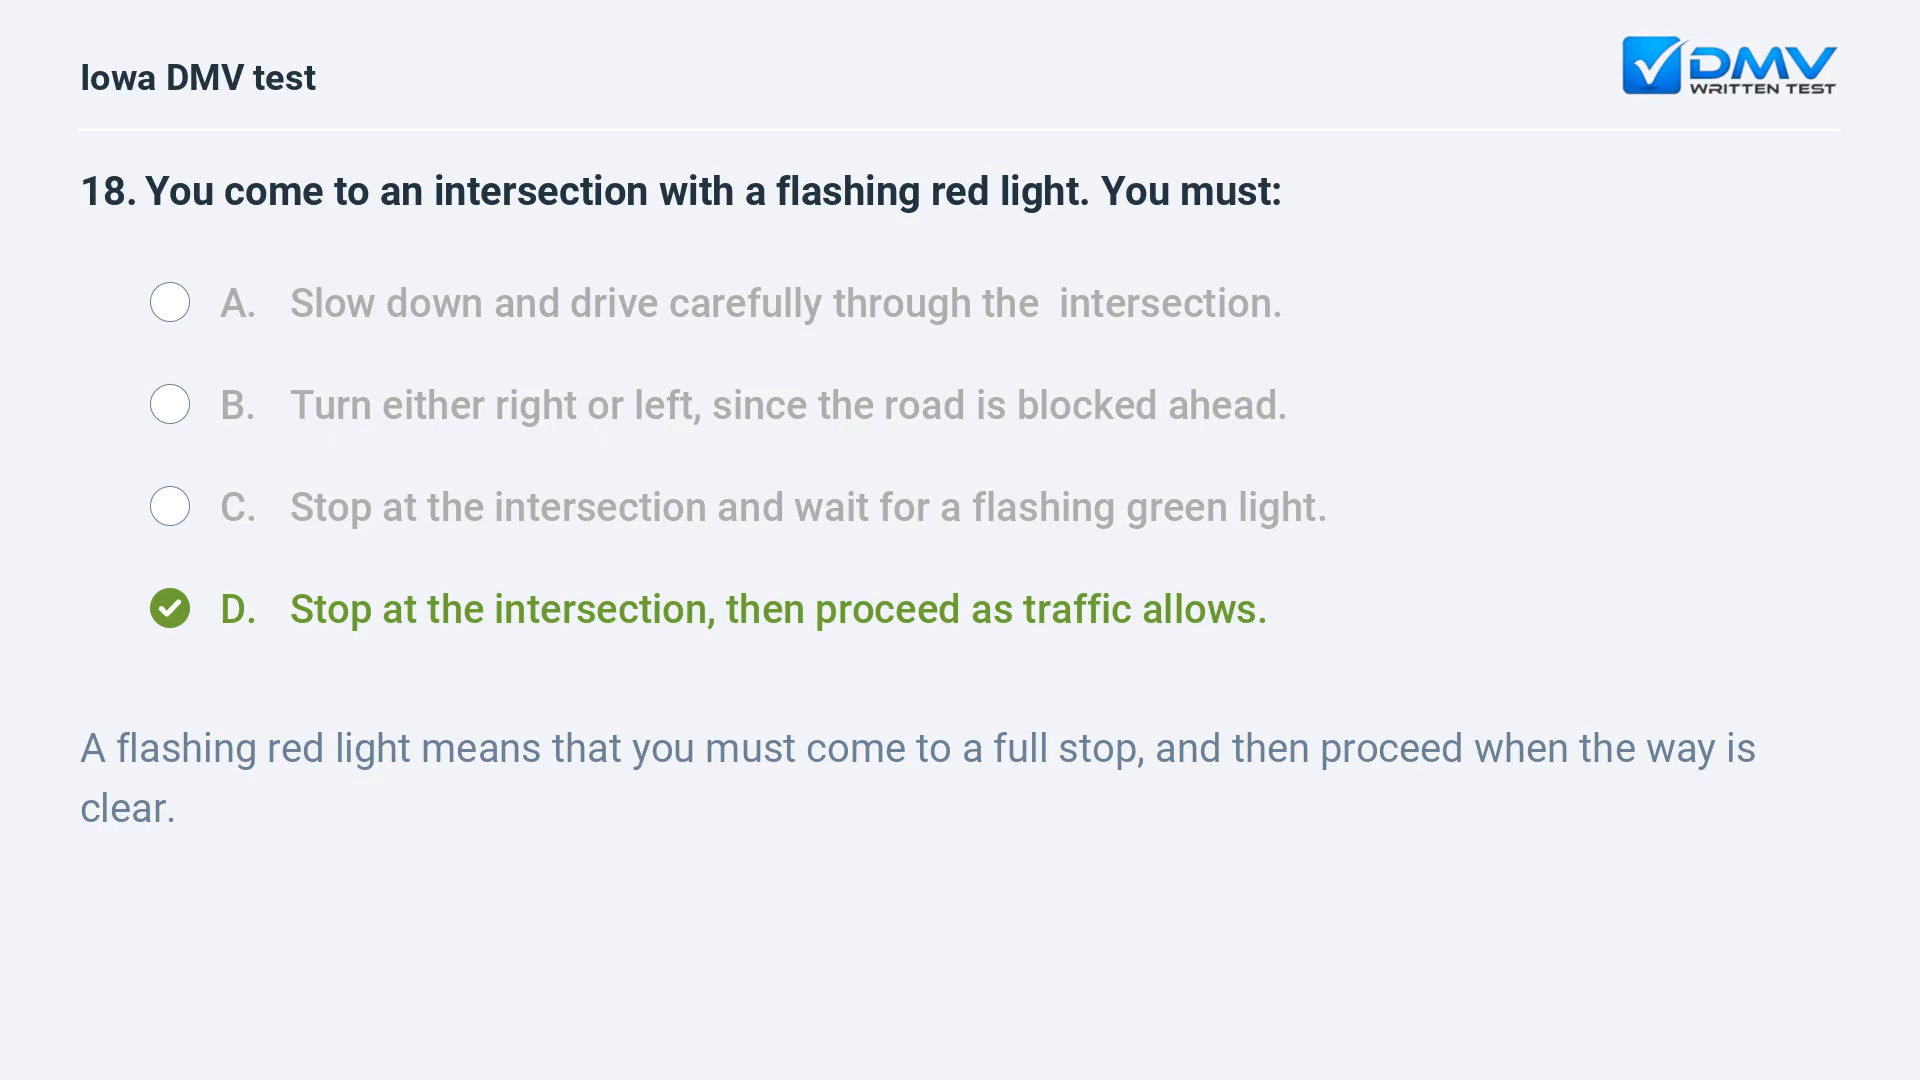 Iowa DMV test
DMV
WRITTEN TEST
18. You come to an intersection with a flashing red light. You must:
A. Slow down and drive carefully through the  intersection.
B. Turn either right or left, since the road is blocked ahead.
C. Stop at the intersection and wait for a flashing green light.
D. Stop at the intersection, then proceed as traffic allows.
A flashing red light means that you must come to a full stop, and then proceed when the way is
clear.